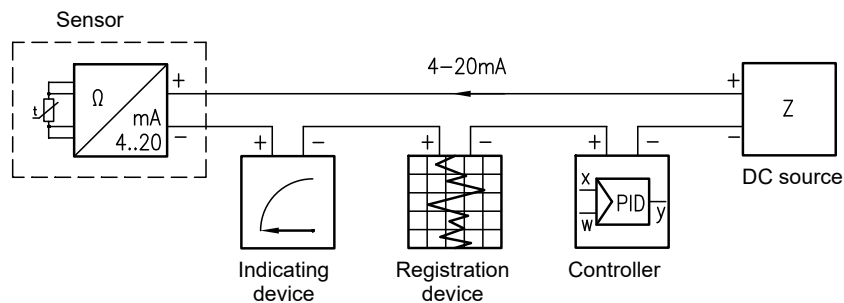 Sensor
4-20mA
+
+
t
Ω
mA
4..20
Z
-
+
-
+
-
+
-
-
x
w
PID
y
DC source
Indicating
device
Registration
device
Controller